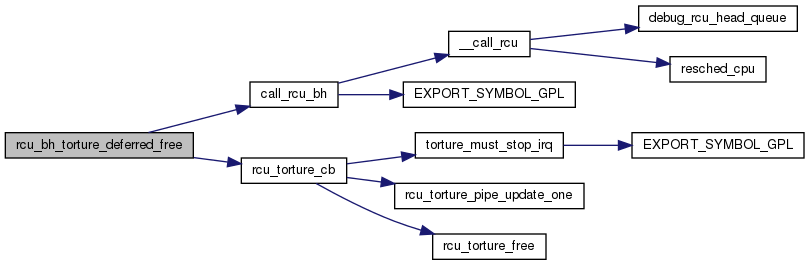 rcu_bh_torture_deferred_free
call_rcu_bh
__call_rcu
debug_rcu_head_queue
resched_cpu
EXPORT_SYMBOL_GPL
rcu_torture_cb
torture_must_stop_irq
EXPORT_SYMBOL_GPL
rcu_torture_pipe_update_one
rcu_torture_free